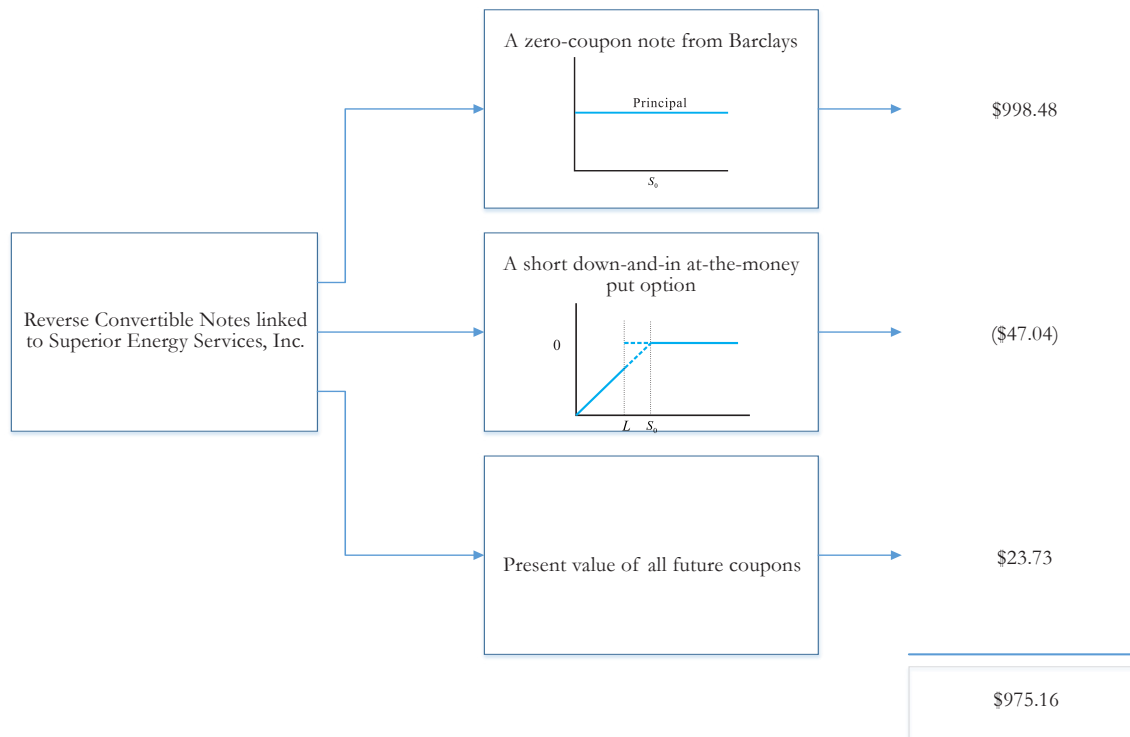 A zero-coupon note from Barclays
Principal
S₀
$998.48
Reverse Convertible Notes linked
to Superior Energy Services, Inc.
A short down-and-in at-the-money
put option
0
L S₀
($47.04)
Present value of all future coupons
$23.73
$975.16